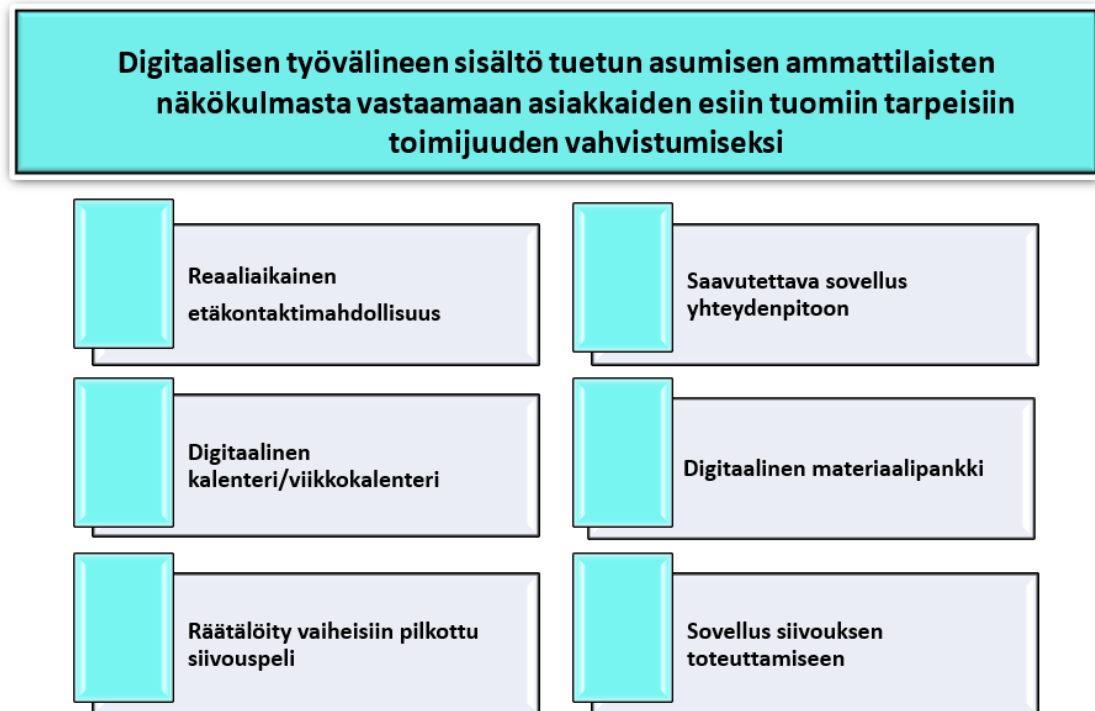 Digitaalisen työvälineen sisältö tuetun asumisen ammattilaisten
näkökulmasta vastaamaan asiakkaiden esiin tuomiin tarpeisiin
toimijuuden vahvistumiseksi
Reaaliaikainen
etäkontaktimahdollisuus
Saavutettava sovellus
yhteydenpitoon
Digitaalinen
kalenteri/viikkokalenteri
Digitaalinen materiaalipankki
Räätälöity vaiheisiin pilkottu
siivouspeli
Sovellus siivouksen
toteuttamiseen